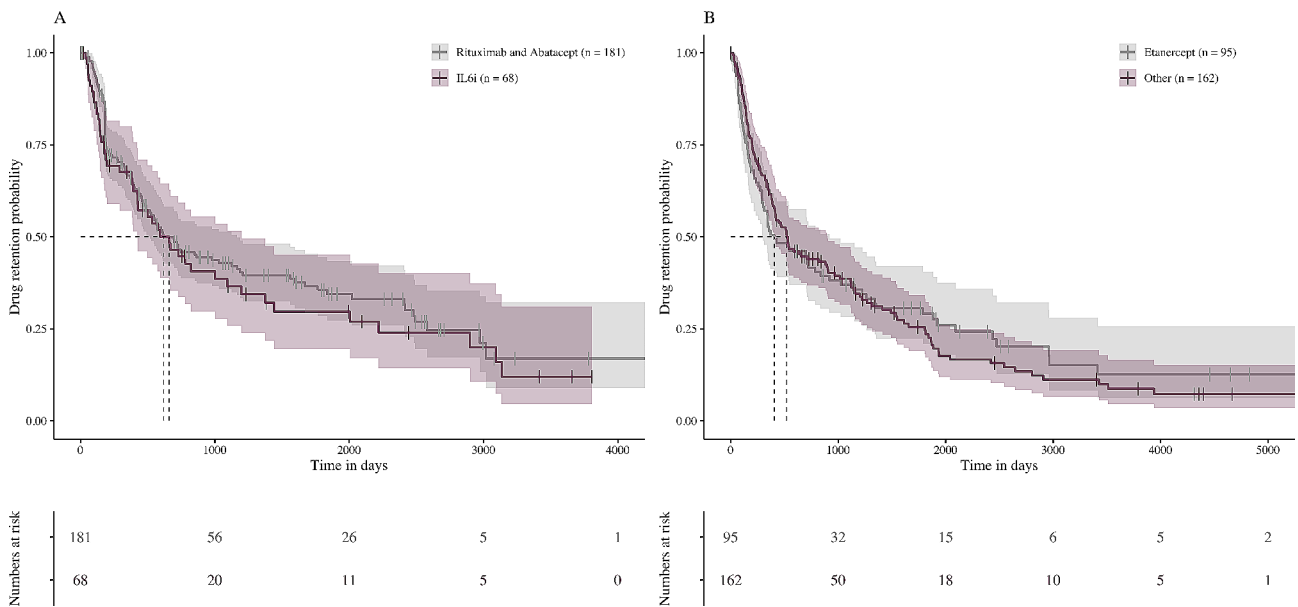 A
1.00
0.75
0.50
0.25
0.00
Drug retention probability
Rituximab and Abatacept (n = 181)
IL6i (n = 68)
0
1000
2000
3000
4000
Time in days
Numbers at risk
181 56 26 5 1
68 20 11 5 0
B
1.00
0.75
0.50
0.25
0.00
Drug retention probability
Etanercept (n = 95)
Other (n = 162)
0
1000
2000
3000
4000
5000
Time in days
Numbers at risk
95 32 15 6 5 2
162 50 18 10 5 1